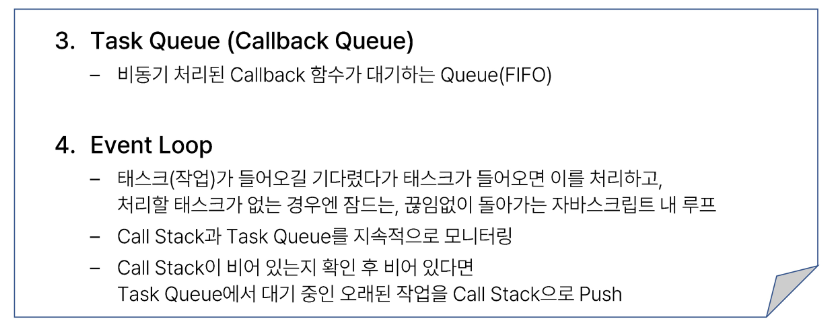 3. Task Queue (Callback Queue)
– 비동기 처리된 Callback 함수가 대기하는 Queue(FIFO)
4. Event Loop
– 태스크(작업)가 들어오길 기다렸다가 태스크가 들어오면 이를 처리하고,
처리할 태스크가 없는 경우엔 잠드는, 끊임없이 돌아가는 자바스크립트 내 루프
– Call Stack과 Task Queue를 지속적으로 모니터링
– Call Stack이 비어 있는지 확인 후 비어 있다면
Task Queue에서 대기 중인 오래된 작업을 Call Stack으로 Push